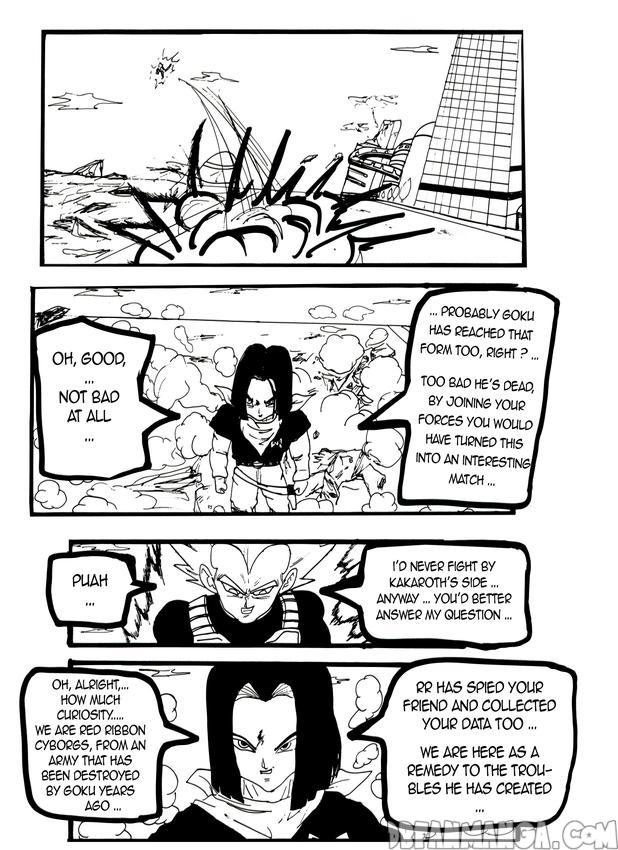 OH, GOOD,
...
NOT BAD
AT ALL
...
... PROBABLY GOKU
HAS REACHED THAT
FORM TOO, RIGHT ? ...
TOO BAD HE'S DEAD,
BY JOINING YOUR
FORCES YOU WOULD
HAVE TURNED THIS
INTO AN INTERESTING
MATCH ...
PUAH
...
I'D NEVER FIGHT BY
KAKAROTH'S SIDE ...
ANYWAY ... YOU'D BETTER
ANSWER MY QUESTION ...
OH, ALRIGHT,...
HOW MUCH
CURIOSITY.....
WE ARE RED RIBBON
CYBORGS, FROM AN
ARMY THAT HAS
BEEN DESTROYED
BY GOKU YEARS
AGO ...
RR HAS SPIED YOUR
FRIEND AND COLLECTED
YOUR DATA TOO ...
WE ARE HERE AS A
REMEDY TO THE TROU-
BLES HE HAS CREATED
...
DBFANMANGA.COM